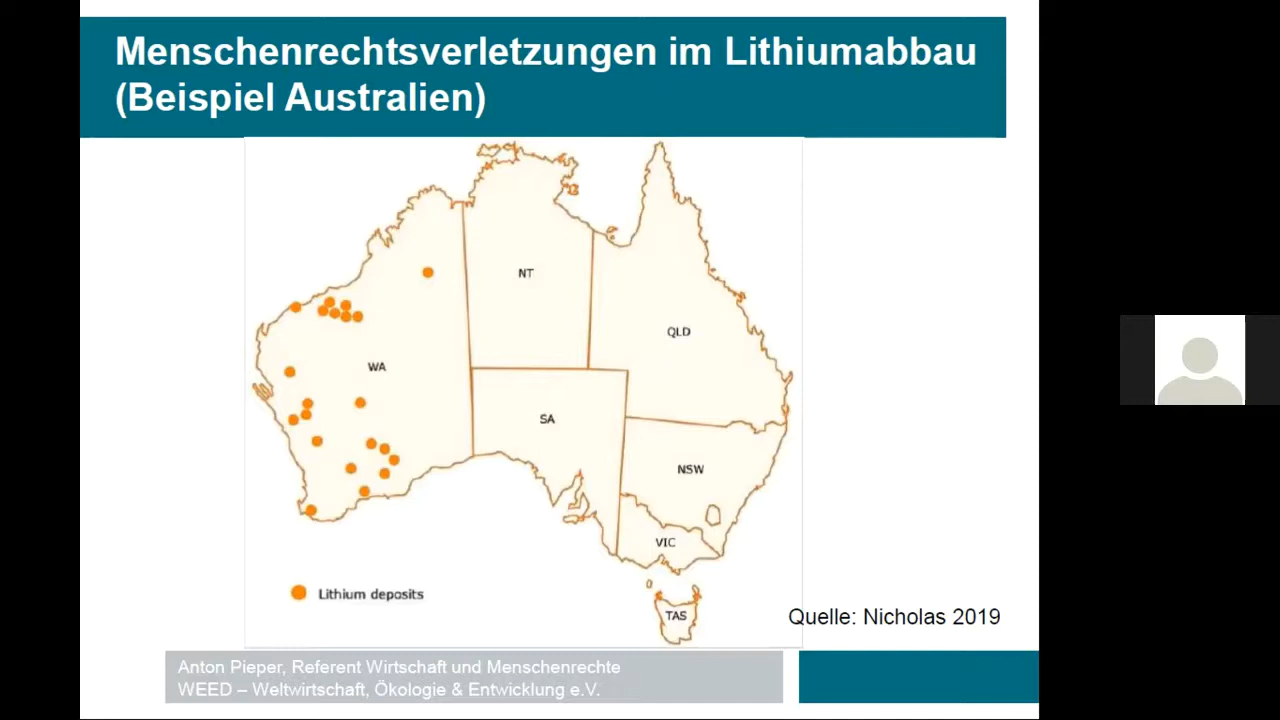 Menschenrechtsverletzungen im Lithiumabbau
(Beispiel Australien)
NT
QLD
WA
SA
NSW
VIC
Lithium deposits
TAS
Quelle: Nicholas 2019
Anton Pieper, Referent Wirtschaft und Menschenrechte
WEED – Weltwirtschaft, Ökologie & Entwicklung e.V.